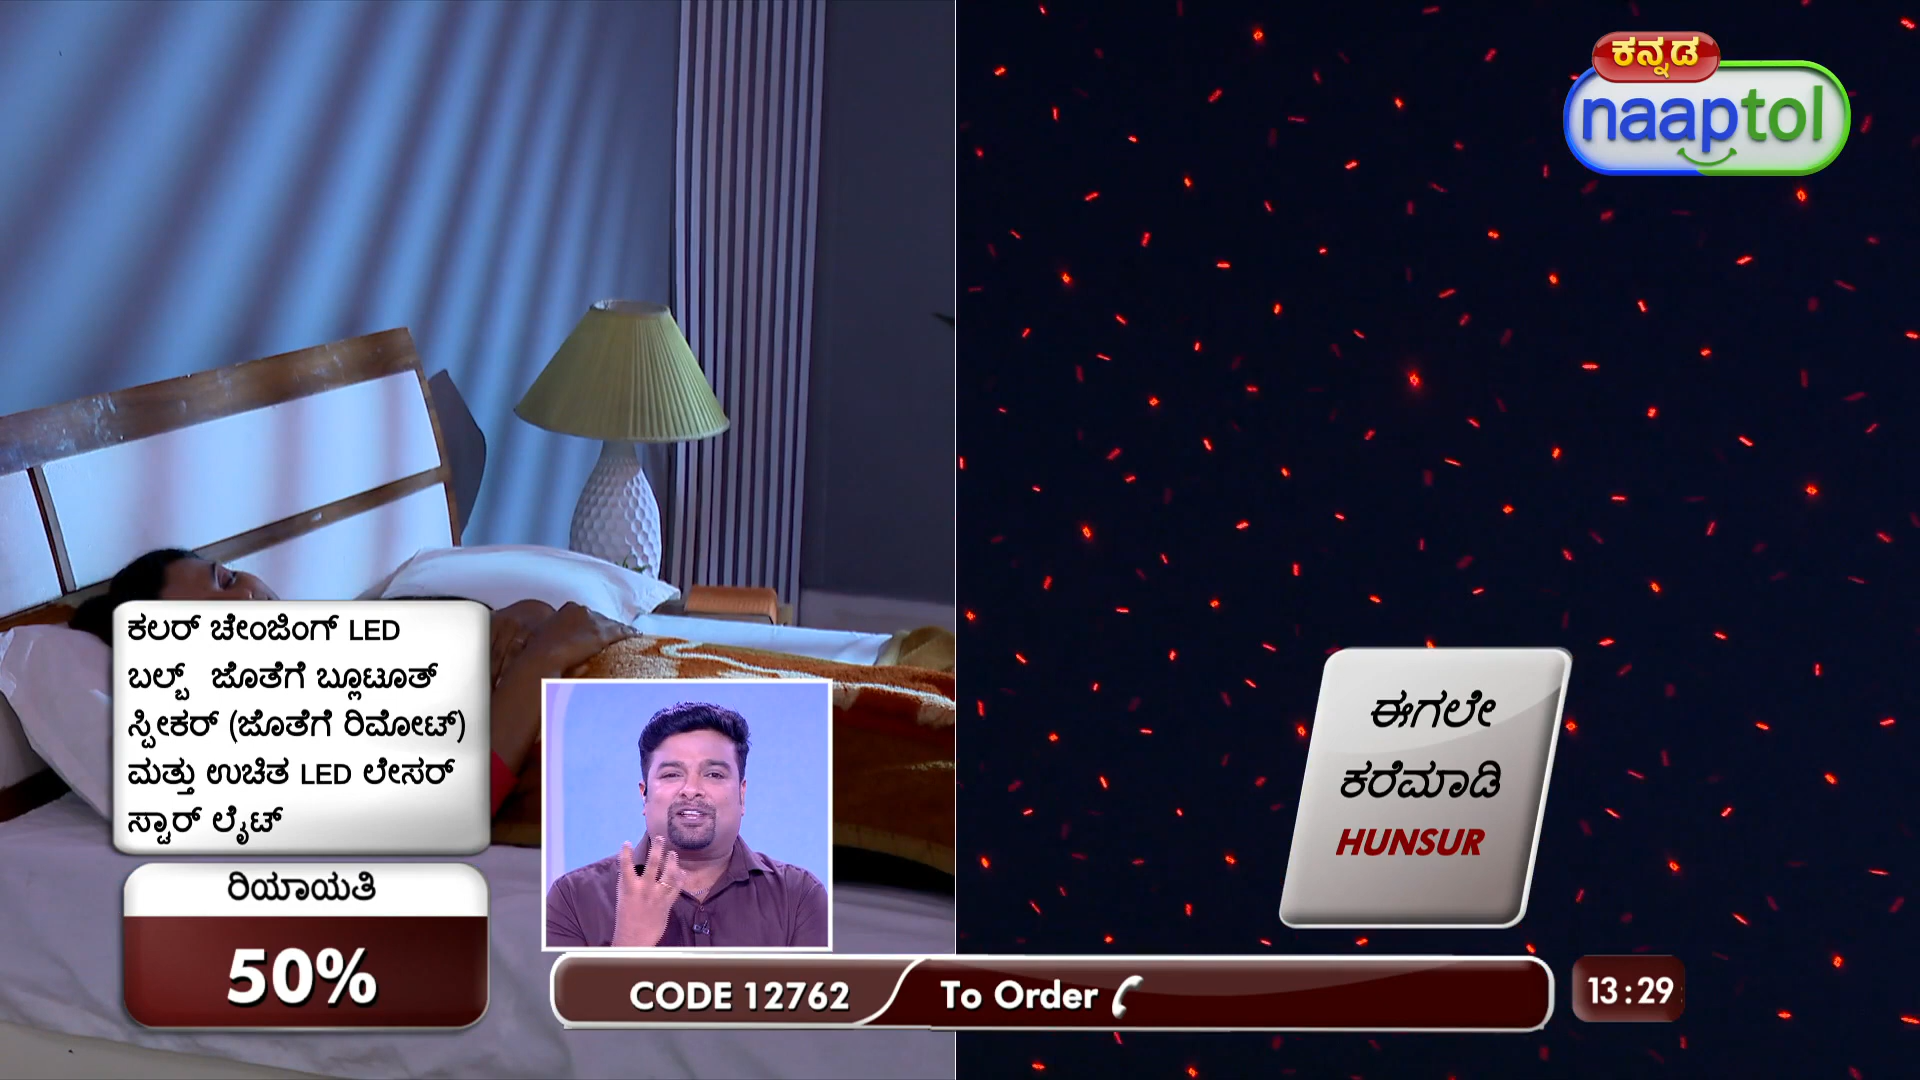 ಕನ್ನಡ
naaptol
ಕಲರ್ ಚೇಂಜಿಂಗ್ LED
ಬಲ್ಬ್ ಜೊತೆಗೆ ಬ್ಲೂಟೂತ್
ಸ್ಪೀಕರ್ (ಜೊತೆಗೆ ರಿಮೋಟ್)
ಮತ್ತು ಉಚಿತ LED ಲೇಸರ್
ಸ್ಟಾರ್ ಲೈಟ್
ರಿಯಾಯತಿ
50%
ಈಗಲೇ
ಕರೆಮಾಡಿ
HUNSUR
CODE 12762 To Order
13:29